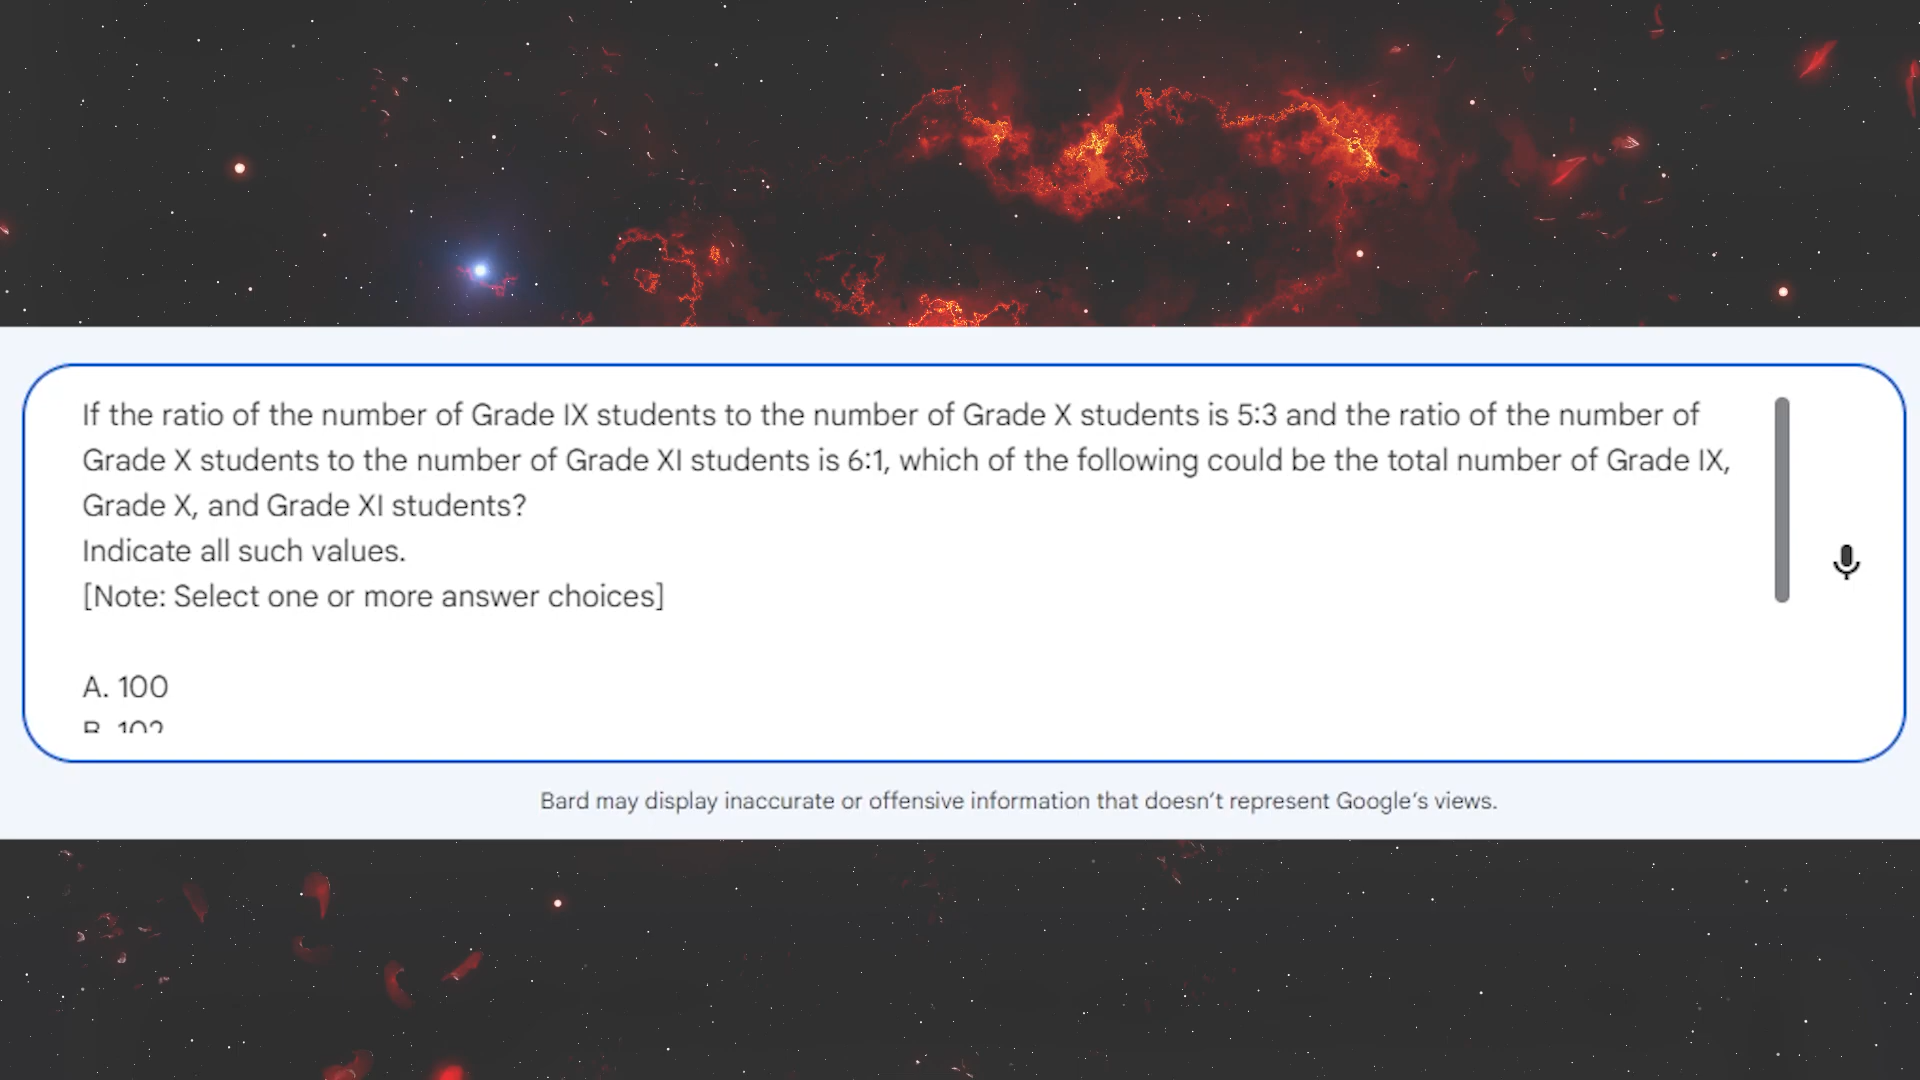 If the ratio of the number of Grade IX students to the number of Grade X students is 5:3 and the ratio of the number of
Grade X students to the number of Grade XI students is 6:1, which of the following could be the total number of Grade IX,
Grade X, and Grade XI students?
Indicate all such values.
[Note: Select one or more answer choices]
A. 100
B. 102
Bard may display inaccurate or offensive information that doesn't represent Google's views.